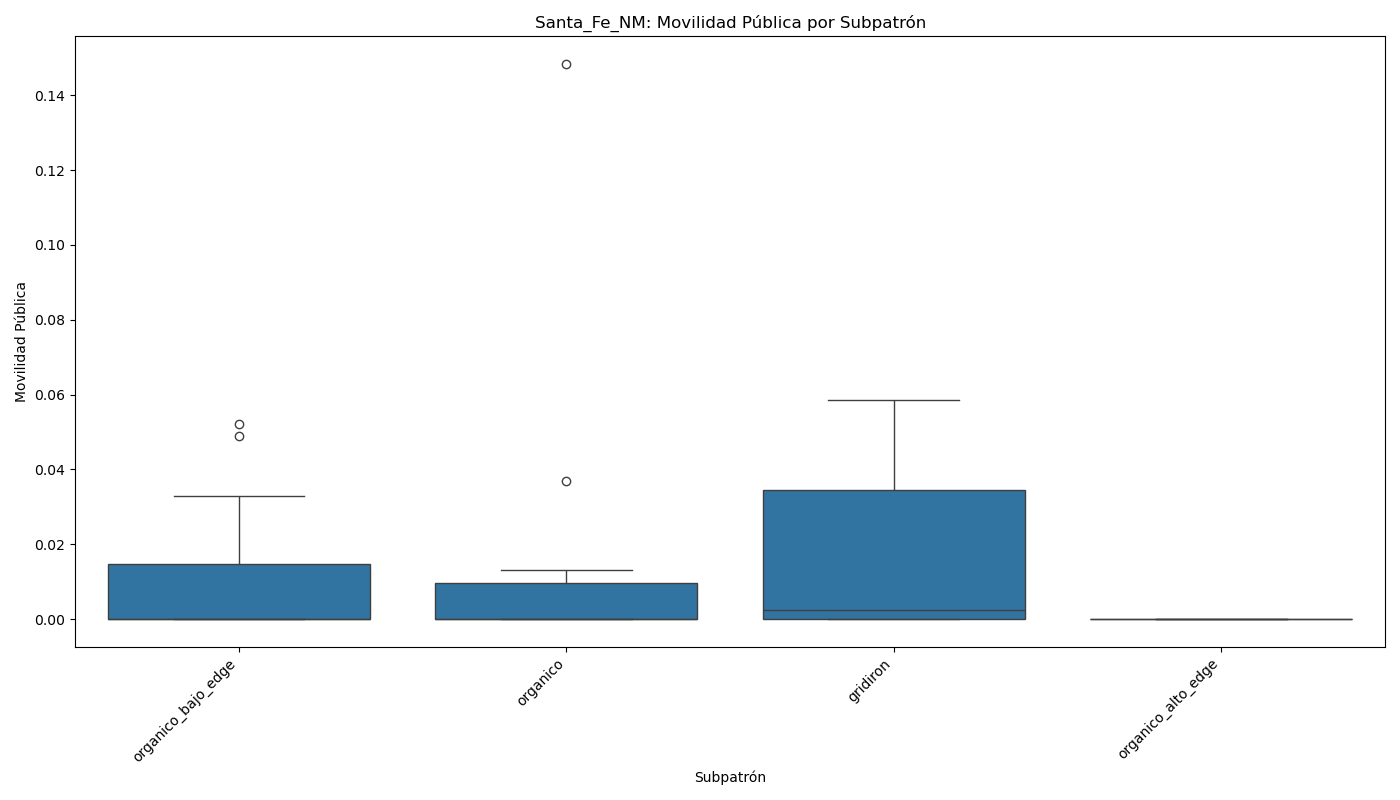 Santa_Fe_NM: Movilidad Pública por Subpatrón
Movilidad Pública
0.14
0.12
0.10
0.08
0.06
0.04
0.02
0.00
organico_bajo_edge
organico
gridiron
organico_alto_edge
Subpatrón